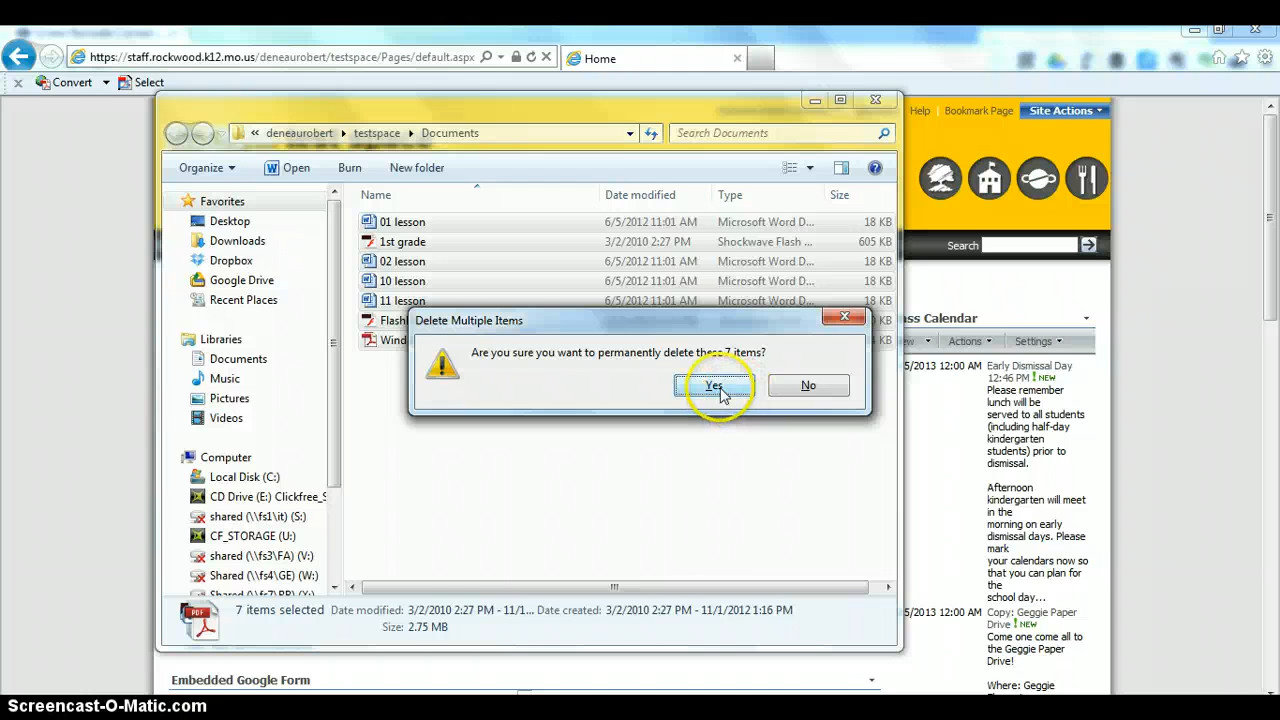 https://staff.rockwood.k12.mo.us/deneaurobert/testspace/Pages/default.aspx
Home
Convert
Select
Help
Bookmark Page
Site Actions
deneaurobert
testspace
Documents
Search Documents
Organize
Open
Burn
New folder
Name
Date modified
Type
Size
Favorites
Desktop
Downloads
Dropbox
Google Drive
Recent Places
Libraries
Documents
Music
Pictures
Videos
Computer
Local Disk (C:)
CD Drive (E:) Clickfree_S
shared (\\fs1\it) (S:)
CF_STORAGE (U:)
shared (\\fs3\FA) (V:)
Shared (\\fs4\GE) (W:)
01 lesson 6/5/2012 11:01 AM Microsoft Word D... 18 KB
1st grade 3/2/2010 2:27 PM Shockwave Flash ... 605 KB
02 lesson 6/5/2012 11:01 AM Microsoft Word D... 18 KB
10 lesson 6/5/2012 11:01 AM Microsoft Word D... 18 KB
11 lesson 6/5/2012 11:01 AM Microsoft Word D... 18 KB
Flash
Wind
KB
KB
Delete Multiple Items
Are you sure you want to permanently delete these 7 items?
Yes
No
7 items selected
Date modified: 3/2/2010 2:27 PM - 11/1...
Date created: 3/2/2010 2:27 PM - 11/1/2012 1:16 PM
Size: 2.75 MB
Search
ass Calendar
Actions
Settings
5/2013 12:00 AM
Early Dismissal Day
12:46 PM ! NEW
Please remember
lunch will be
served to all students
(including half-day
kindergarten
students) prior to
dismissal.
Afternoon
kindergarten will meet
in the
morning on early
dismissal days. Please
mark
your calendars now so
that you can plan for
the
school day...
5/2013 12:00 AM
Copy: Geggie Paper
Drive ! NEW
Come one come all to
the Geggie Paper
Drive!
Where: Geggie
Embedded Google Form
Screencast-O-Matic.com